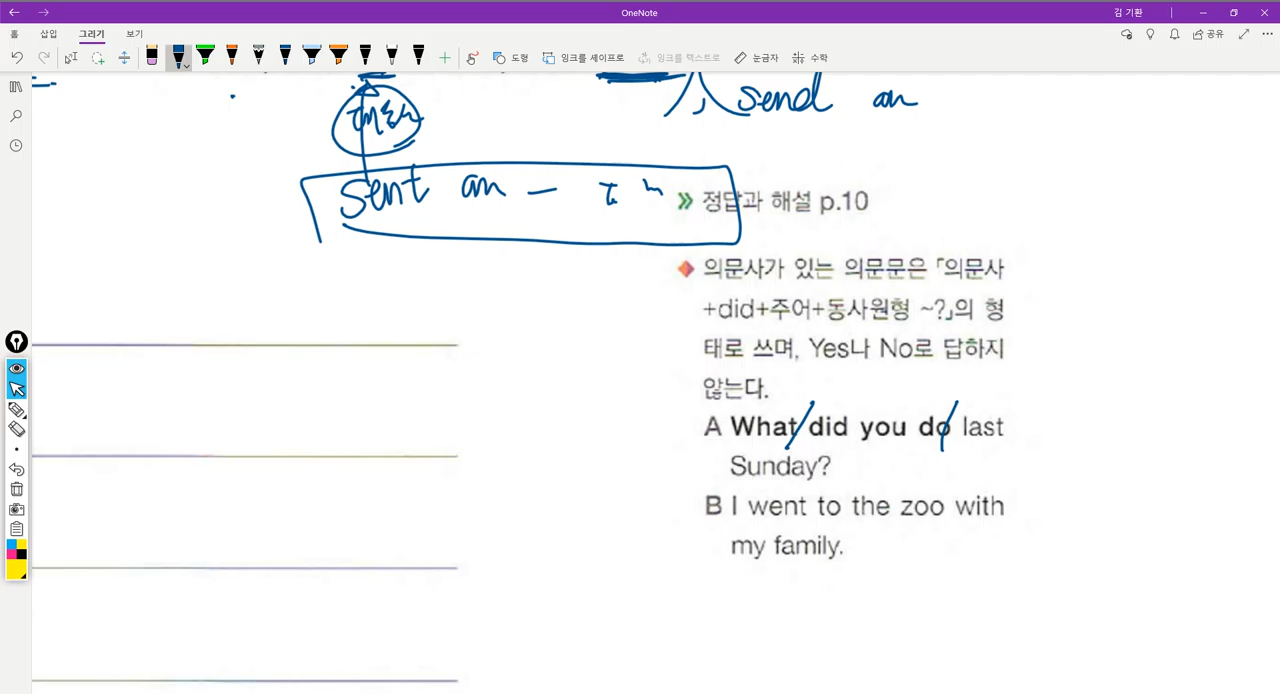 OneNote
김 기환
홈 삽입 그리기 보기
공유
도형 잉크를 셰이프로 잉크를 텍스트로 눈금자 수학
send an
sent an –
정답과 해설 p.10
의문사가 있는 의문문은 「의문사
+did+주어+동사원형 ~?」의 형
태로 쓰며, Yes나 No로 답하지
않는다.
A What did you do last
Sunday?
B I went to the zoo with
my family.